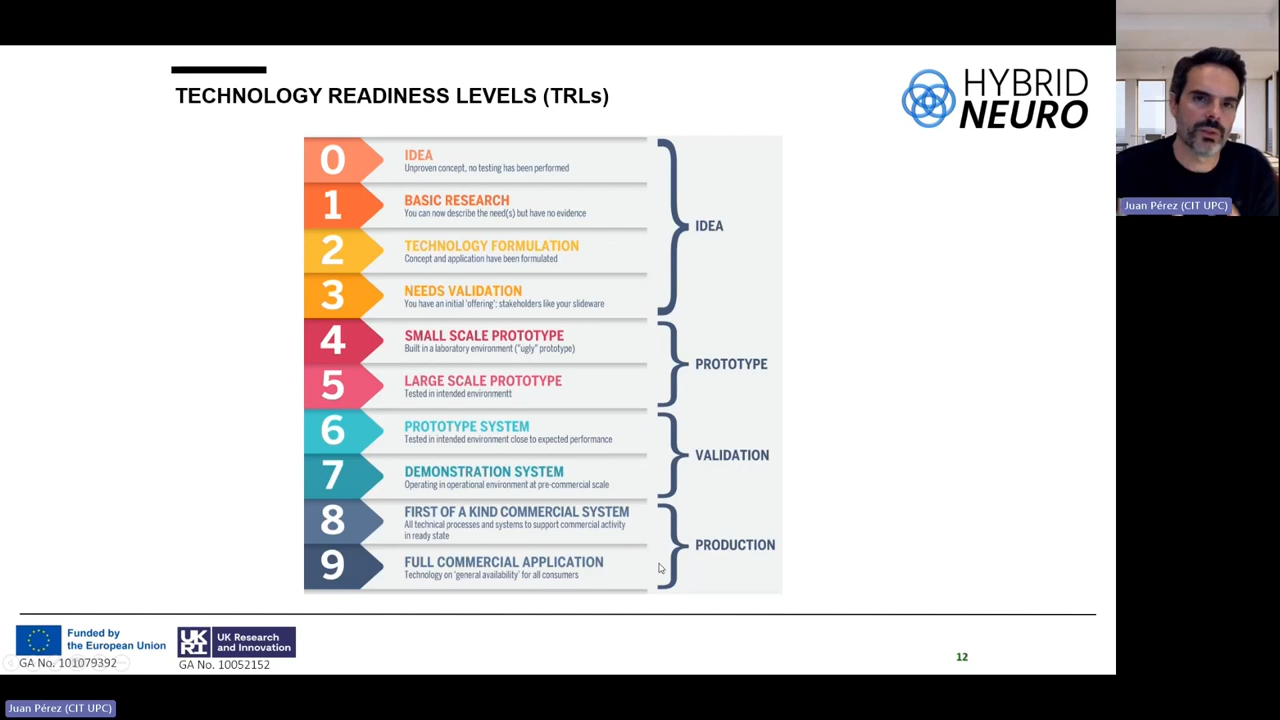 TECHNOLOGY READINESS LEVELS (TRLs)
HYBRID
NEURO
0
IDEA
Unproven concept, no testing has been performed
1
BASIC RESEARCH
You can now describe the need(s) but have no evidence
2
TECHNOLOGY FORMULATION
Concept and application have been formulated
3
NEEDS VALIDATION
You have an initial 'offering'; stakeholders like your slideware
IDEA
4
SMALL SCALE PROTOTYPE
Built in a laboratory environment ("ugly" prototype)
5
LARGE SCALE PROTOTYPE
Tested in intended environmentt
PROTOTYPE
6
PROTOTYPE SYSTEM
Tested in intended environment close to expected performance
7
DEMONSTRATION SYSTEM
Operating in operational environment at pre-commercial scale
VALIDATION
8
FIRST OF A KIND COMMERCIAL SYSTEM
All technical processes and systems to support commercial activity
in ready state
9
FULL COMMERCIAL APPLICATION
Technology on 'general availability' for all consumers
PRODUCTION
Funded by
the European Union
GA No. 101079392
UK
RI
UK Research
and Innovation
GA No. 10052152
12
Juan Pérez (CIT UPC)
Juan Pérez (CIT UPC)